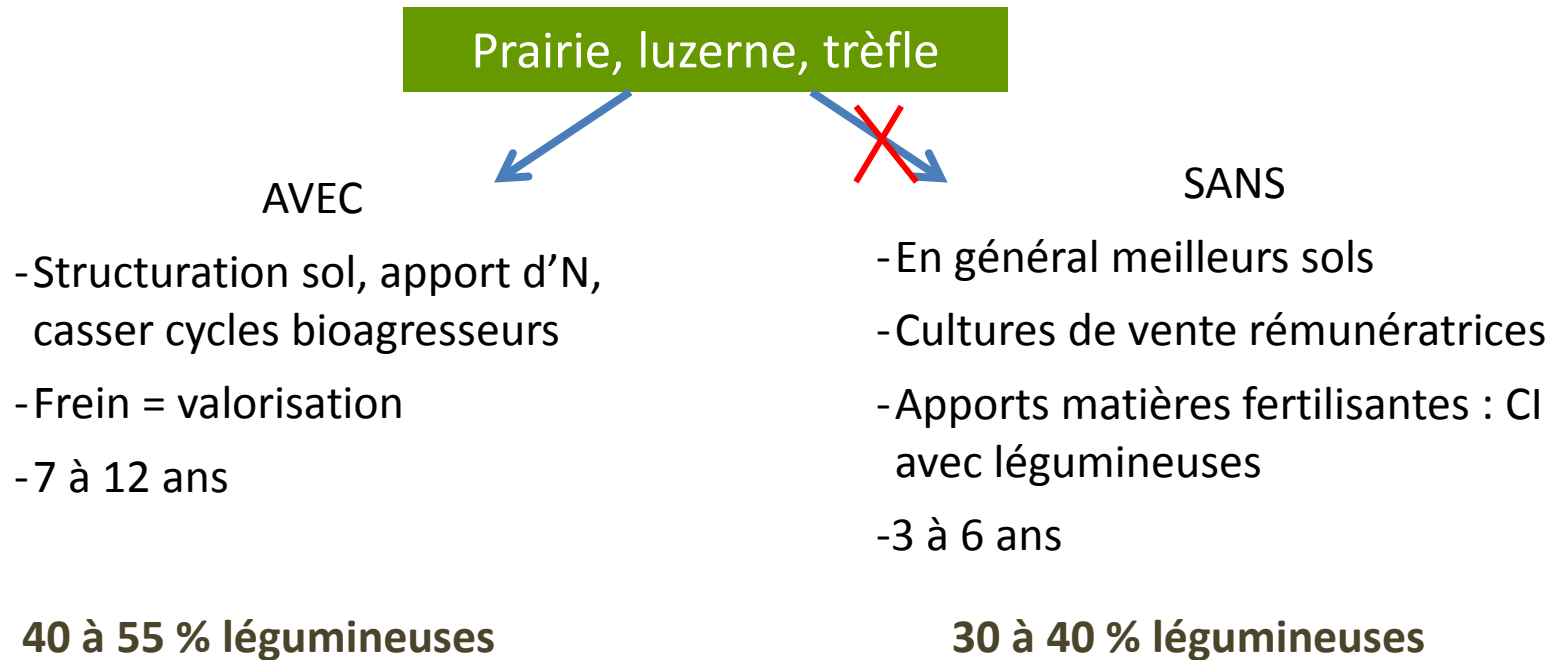 Prairie, luzerne, trèfle
AVEC
-Structuration sol, apport d’N,
casser cycles bioagresseurs
-Frein = valorisation
-7 à 12 ans
40 à 55 % légumineuses
SANS
-En général meilleurs sols
-Cultures de vente rémunératrices
-Apports matières fertilisantes : CI
avec légumineuses
-3 à 6 ans
30 à 40 % légumineuses